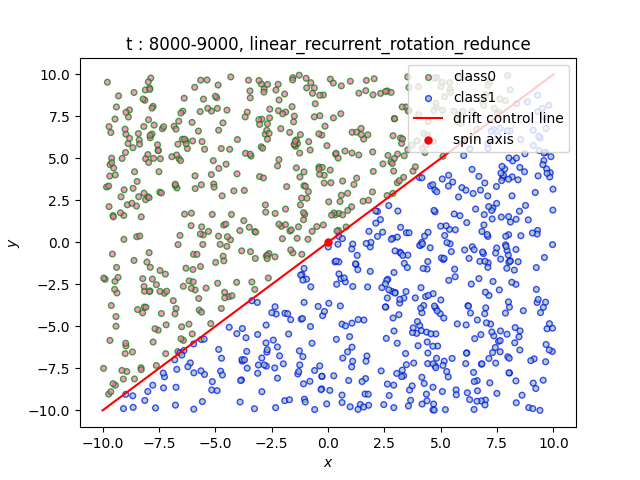 t : 8000-9000, linear_recurrent_rotation_redunce
class0
class1
drift control line
spin axis
10.0
7.5
5.0
2.5
0.0
−2.5
−5.0
−7.5
−10.0
y
−10.0 −7.5 −5.0 −2.5 0.0 2.5 5.0 7.5 10.0
x